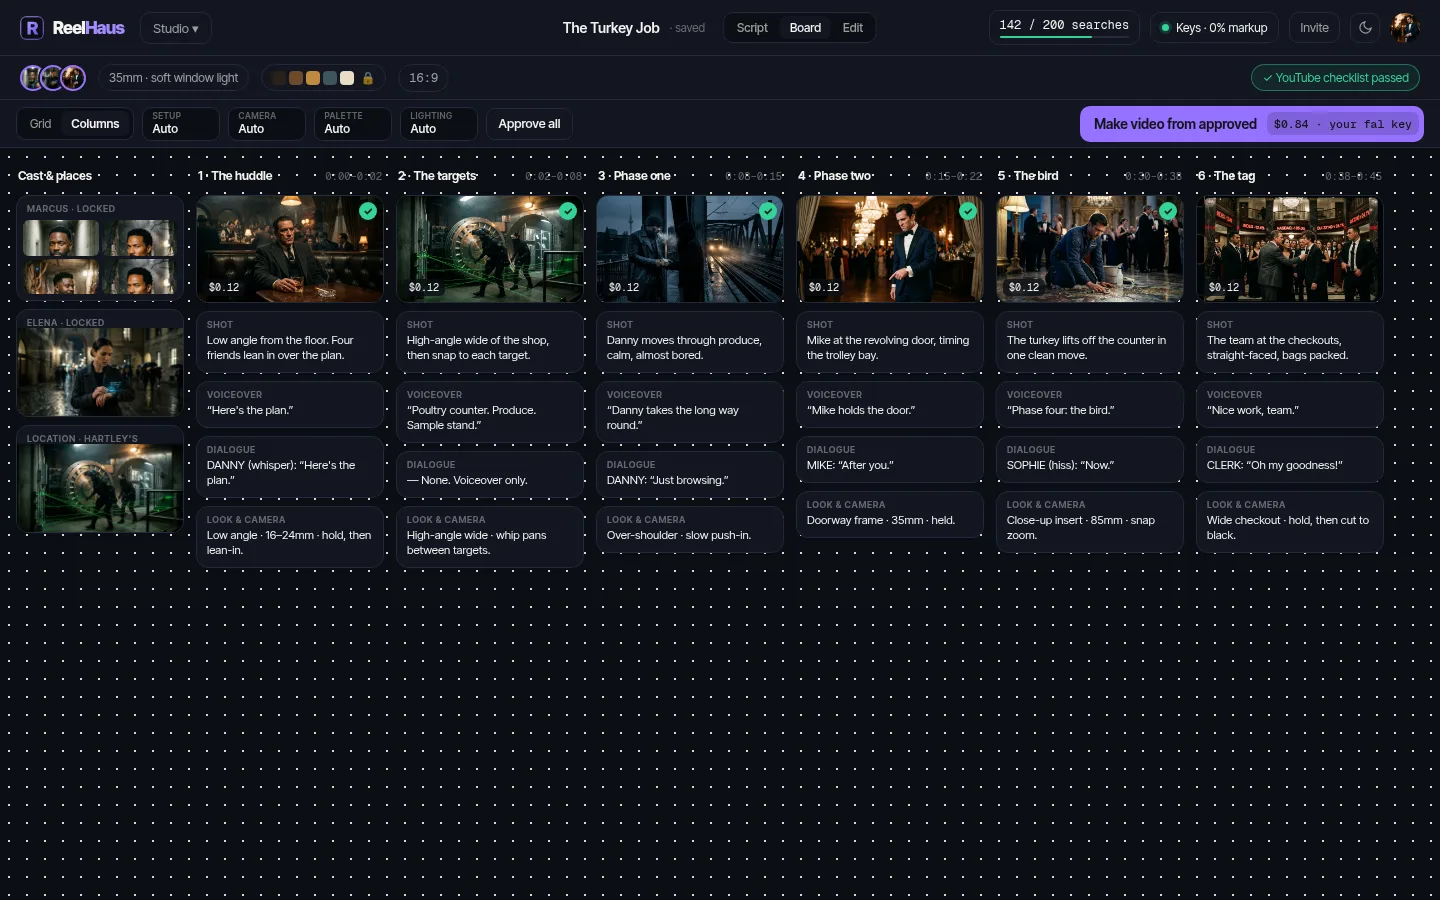 R ReelHaus
Studio ▾
The Turkey Job · saved
Script Board Edit
142 / 200 searches
Keys · 0% markup
Invite
35mm · soft window light
16:9
✓ YouTube checklist passed
Grid Columns
SETUP
Auto
CAMERA
Auto
PALETTE
Auto
LIGHTING
Auto
Approve all
Make video from approved $0.84 · your fal key
Cast & places
MARCUS · LOCKED
ELENA · LOCKED
LOCATION · HARTLEY'S
1 · The huddle 0:00–0:02
$0.12
SHOT
Low angle from the floor. Four
friends lean in over the plan.
VOICEOVER
“Here's the plan.”
DIALOGUE
DANNY (whisper): “Here's the
plan.”
LOOK & CAMERA
Low angle · 16–24mm · hold, then
lean-in.
2 · The targets 0:02–0:08
$0.12
SHOT
High-angle wide of the shop,
then snap to each target.
VOICEOVER
“Poultry counter. Produce.
Sample stand.”
DIALOGUE
— None. Voiceover only.
LOOK & CAMERA
High-angle wide · whip pans
between targets.
3 · Phase one 0:08–0:15
$0.12
SHOT
Danny moves through produce,
calm, almost bored.
VOICEOVER
“Danny takes the long way
round.”
DIALOGUE
DANNY: “Just browsing.”
LOOK & CAMERA
Over-shoulder · slow push-in.
4 · Phase two 0:15–0:22
$0.12
SHOT
Mike at the revolving door, timing
the trolley bay.
VOICEOVER
“Mike holds the door.”
DIALOGUE
MIKE: “After you.”
LOOK & CAMERA
Doorway frame · 35mm · held.
5 · The bird 0:30–0:38
$0.12
SHOT
The turkey lifts off the counter in
one clean move.
VOICEOVER
“Phase four: the bird.”
DIALOGUE
SOPHIE (hiss): “Now.”
LOOK & CAMERA
Close-up insert · 85mm · snap
zoom.
6 · The tag 0:38–0:45
$0.12
SHOT
The team at the checkouts,
straight-faced, bags packed.
VOICEOVER
“Nice work, team.”
DIALOGUE
CLERK: “Oh my goodness!”
LOOK & CAMERA
Wide checkout · hold, then cut to
black.